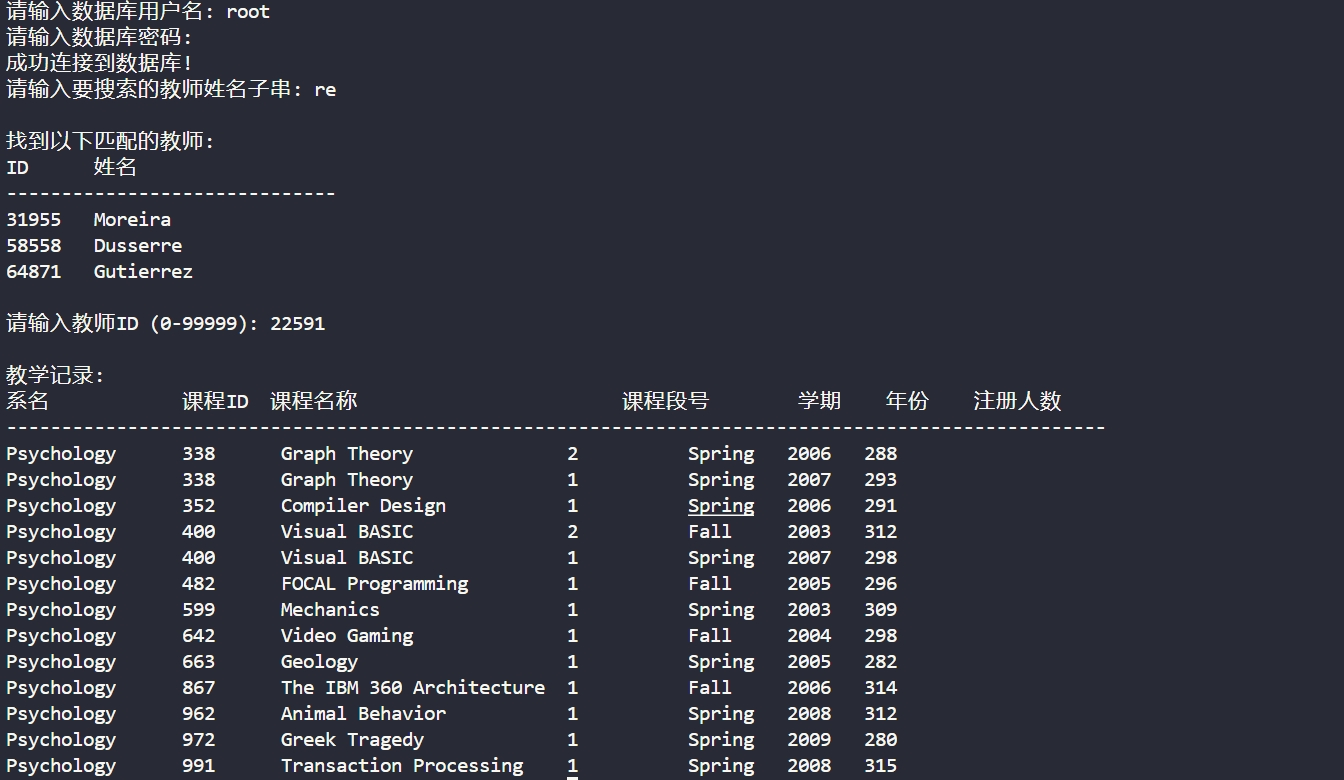 请输入数据库用户名: root
请输入数据库密码:
成功连接到数据库!
请输入要搜索的教师姓名子串: re
找到以下匹配的教师:
ID 姓名
------------------------------
31955 Moreira
58558 Dusserre
64871 Gutierrez
请输入教师ID (0-99999): 22591
教学记录:
系名 课程ID 课程名称 课程段号 学期 年份 注册人数
----------------------------------------------------------------------------------------------------
Psychology 338 Graph Theory 2 Spring 2006 288
Psychology 338 Graph Theory 1 Spring 2007 293
Psychology 352 Compiler Design 1 Spring 2006 291
Psychology 400 Visual BASIC 2 Fall 2003 312
Psychology 400 Visual BASIC 1 Spring 2007 298
Psychology 482 FOCAL Programming 1 Fall 2005 296
Psychology 599 Mechanics 1 Spring 2003 309
Psychology 642 Video Gaming 1 Fall 2004 298
Psychology 663 Geology 1 Spring 2005 282
Psychology 867 The IBM 360 Architecture 1 Fall 2006 314
Psychology 962 Animal Behavior 1 Spring 2008 312
Psychology 972 Greek Tragedy 1 Spring 2009 280
Psychology 991 Transaction Processing 1 Spring 2008 315